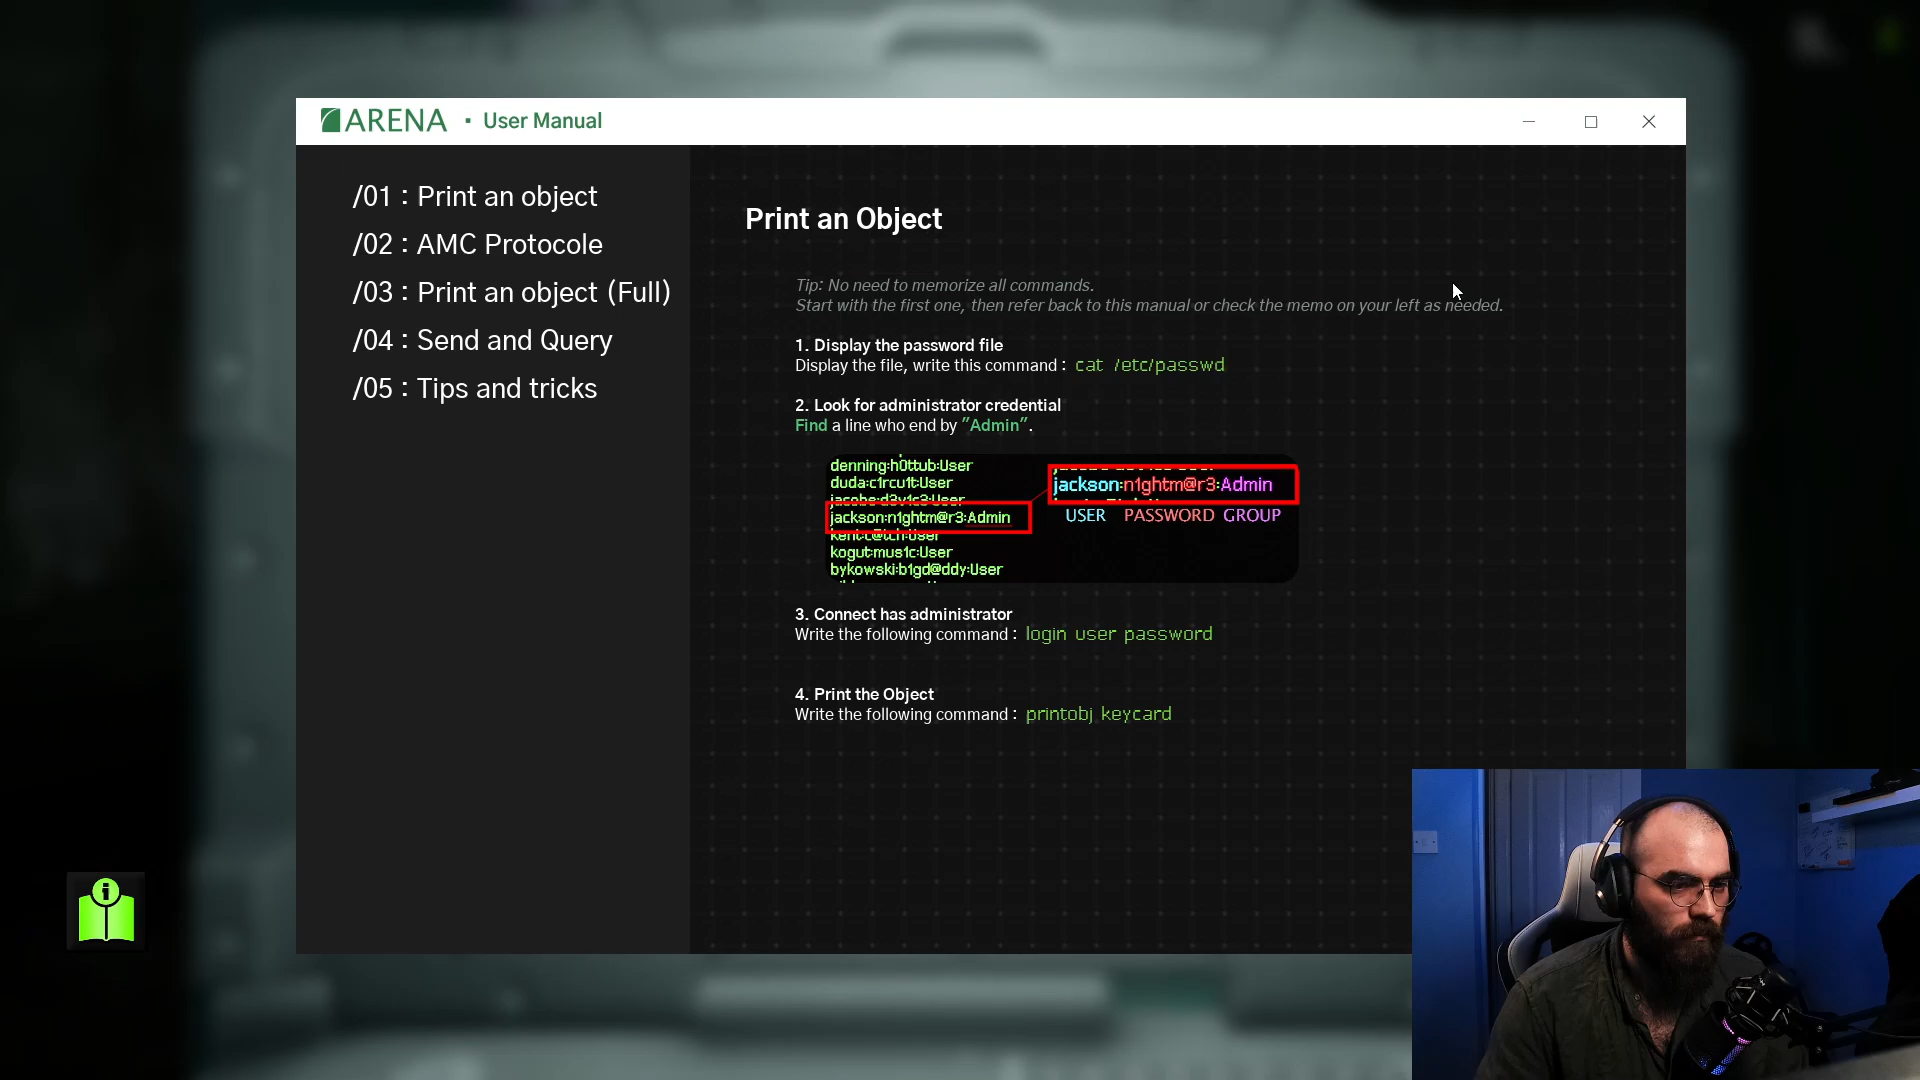 ARENA · User Manual
/01 : Print an object
/02 : AMC Protocole
/03 : Print an object (Full)
/04 : Send and Query
/05 : Tips and tricks
Print an Object
Tip: No need to memorize all commands.
Start with the first one, then refer back to this manual or check the memo on your left as needed.
1. Display the password file
Display the file, write this command : cat /etc/passwd
2. Look for administrator credential
Find a line who end by "Admin".
denning:h0ttub:User
duda:c1rcu1t:User
jacobs:d3v1c3:User
jackson:n1ghtm@r3:Admin
kent:c@tch:User
kogut:mus1c:User
bykowski:b1gd@ddy:User
jackson:n1ghtm@r3:Admin
USER PASSWORD GROUP
3. Connect has administrator
Write the following command : login user password
4. Print the Object
Write the following command : printobj keycard